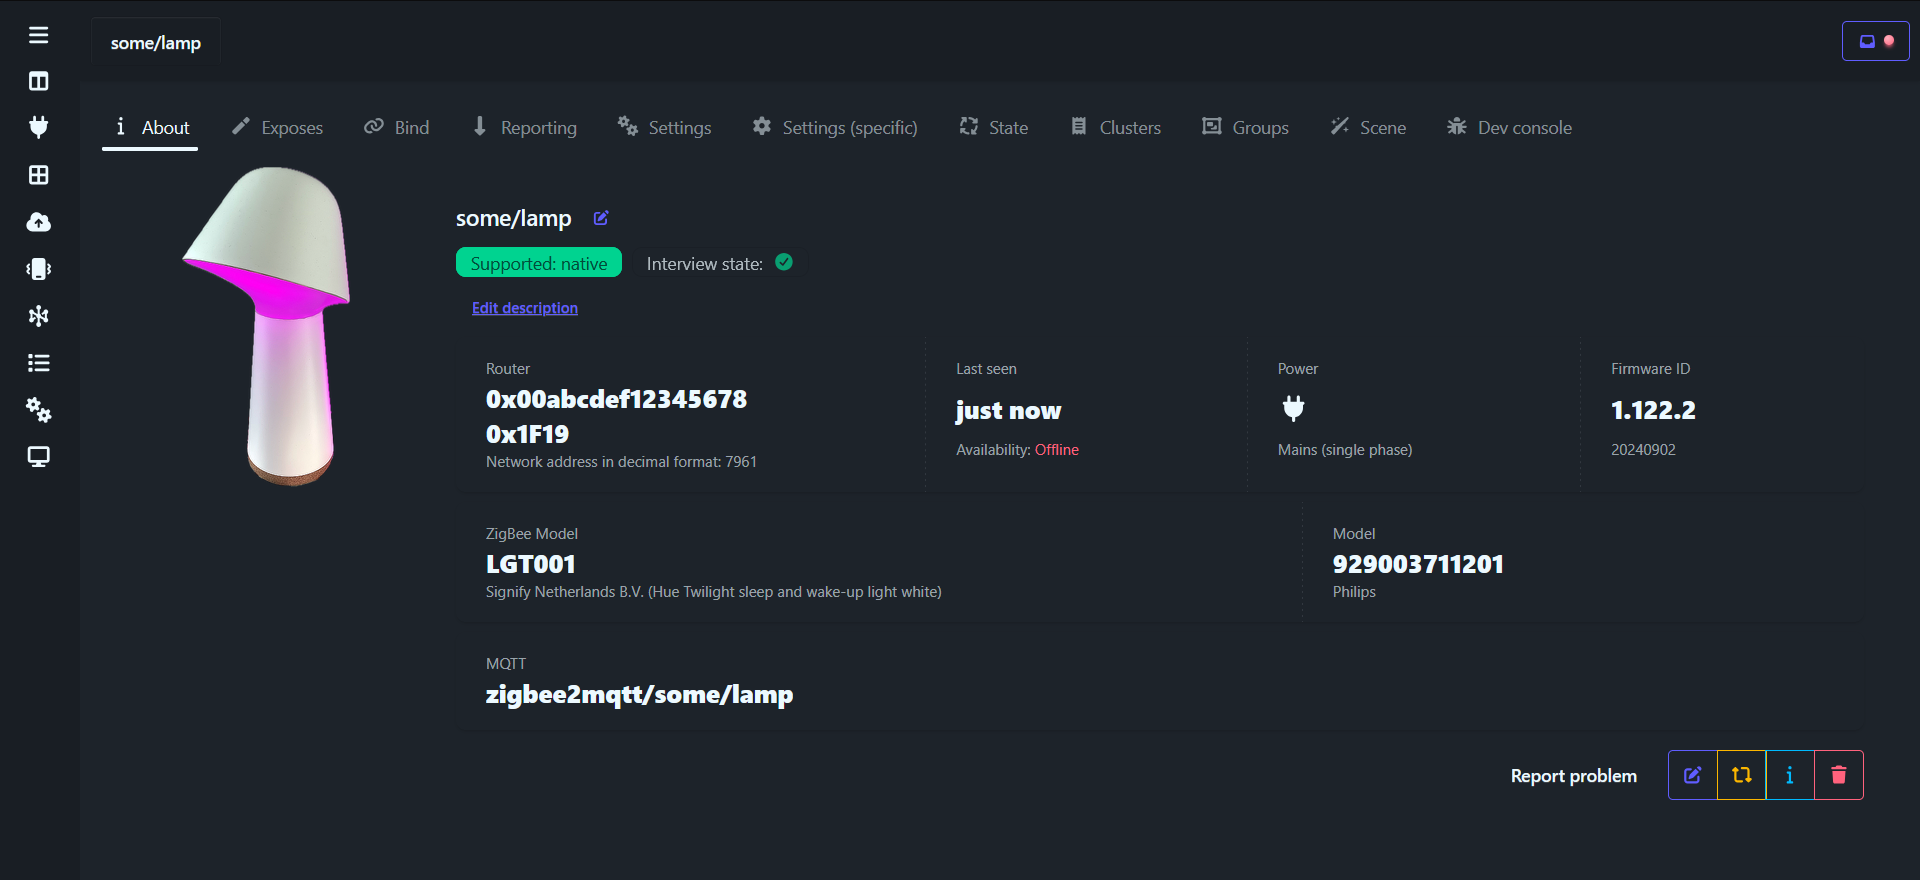 some/lamp
About
Exposes
Bind
Reporting
Settings
Settings (specific)
State
Clusters
Groups
Scene
Dev console
some/lamp
Supported: native
Interview state:
Edit description
Router
0x00abcdef12345678
0x1F19
Network address in decimal format: 7961
Last seen
just now
Availability: Offline
Power
Mains (single phase)
Firmware ID
1.122.2
20240902
ZigBee Model
LGT001
Signify Netherlands B.V. (Hue Twilight sleep and wake-up light white)
Model
929003711201
Philips
MQTT
zigbee2mqtt/some/lamp
Report problem